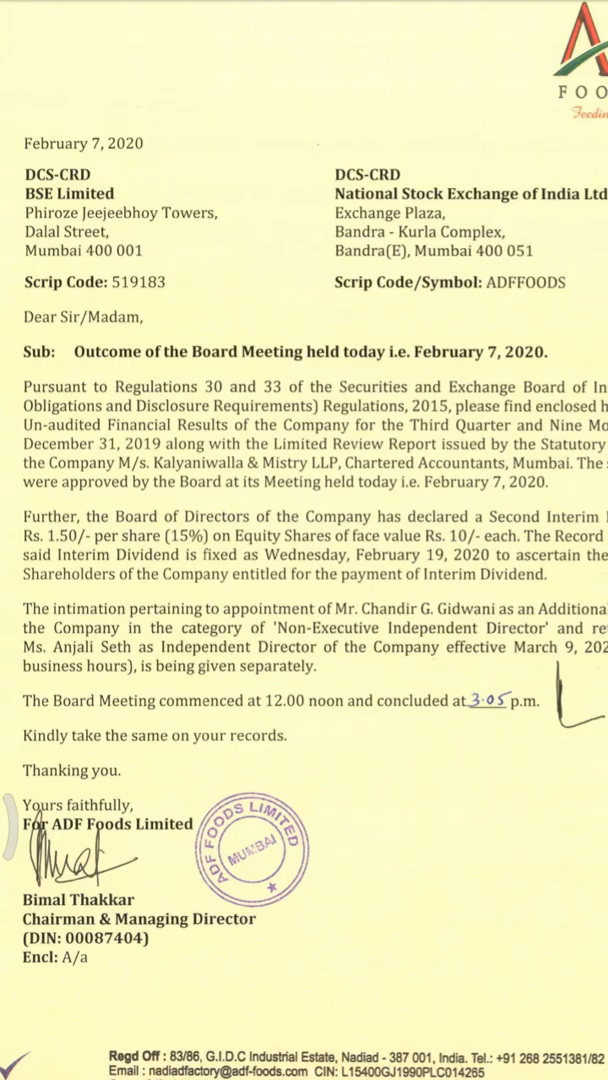 FOO
Feedin
February 7, 2020
DCS-CRD
BSE Limited
Phiroze Jeejeebhoy Towers,
Dalal Street,
Mumbai 400 001
DCS-CRD
National Stock Exchange of India Ltd
Exchange Plaza,
Bandra - Kurla Complex,
Bandra(E), Mumbai 400 051
Scrip Code: 519183
Scrip Code/Symbol: ADFFOODS
Dear Sir/Madam,
Sub: Outcome of the Board Meeting held today i.e. February 7, 2020.
Pursuant to Regulations 30 and 33 of the Securities and Exchange Board of In
Obligations and Disclosure Requirements) Regulations, 2015, please find enclosed h
Un-audited Financial Results of the Company for the Third Quarter and Nine Mo
December 31, 2019 along with the Limited Review Report issued by the Statutory
the Company M/s. Kalyaniwalla & Mistry LLP, Chartered Accountants, Mumbai. The
were approved by the Board at its Meeting held today i.e. February 7, 2020.
Further, the Board of Directors of the Company has declared a Second Interim
Rs. 1.50/- per share (15%) on Equity Shares of face value Rs. 10/- each. The Record
said Interim Dividend is fixed as Wednesday, February 19, 2020 to ascertain the
Shareholders of the Company entitled for the payment of Interim Dividend.
The intimation pertaining to appointment of Mr. Chandir G. Gidwani as an Additiona
the Company in the category of 'Non-Executive Independent Director' and re
Ms. Anjali Seth as Independent Director of the Company effective March 9, 202
business hours), is being given separately.
The Board Meeting commenced at 12.00 noon and concluded at 3.05 p.m.
Kindly take the same on your records.
Thanking you.
Yours faithfully,
For ADF Foods Limited
ADF FOODS LIMITED
MUMBAI
Bimal Thakkar
Chairman & Managing Director
(DIN: 00087404)
Encl: A/a
Regd Off : 83/86, G.I.D.C Industrial Estate, Nadiad - 387 001, India. Tel.: +91 268 2551381/82
Email : nadiadfactory@adf-foods.com CIN: L15400GJ1990PLC014265